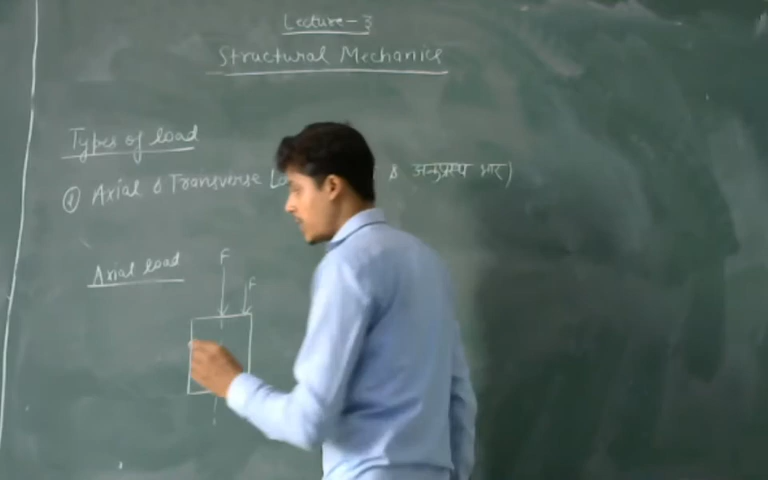 Lecture-3
Structural Mechanics
Types of load
① Axial & Transverse & अनुप्रस्थ भार)
Axial load
F
F